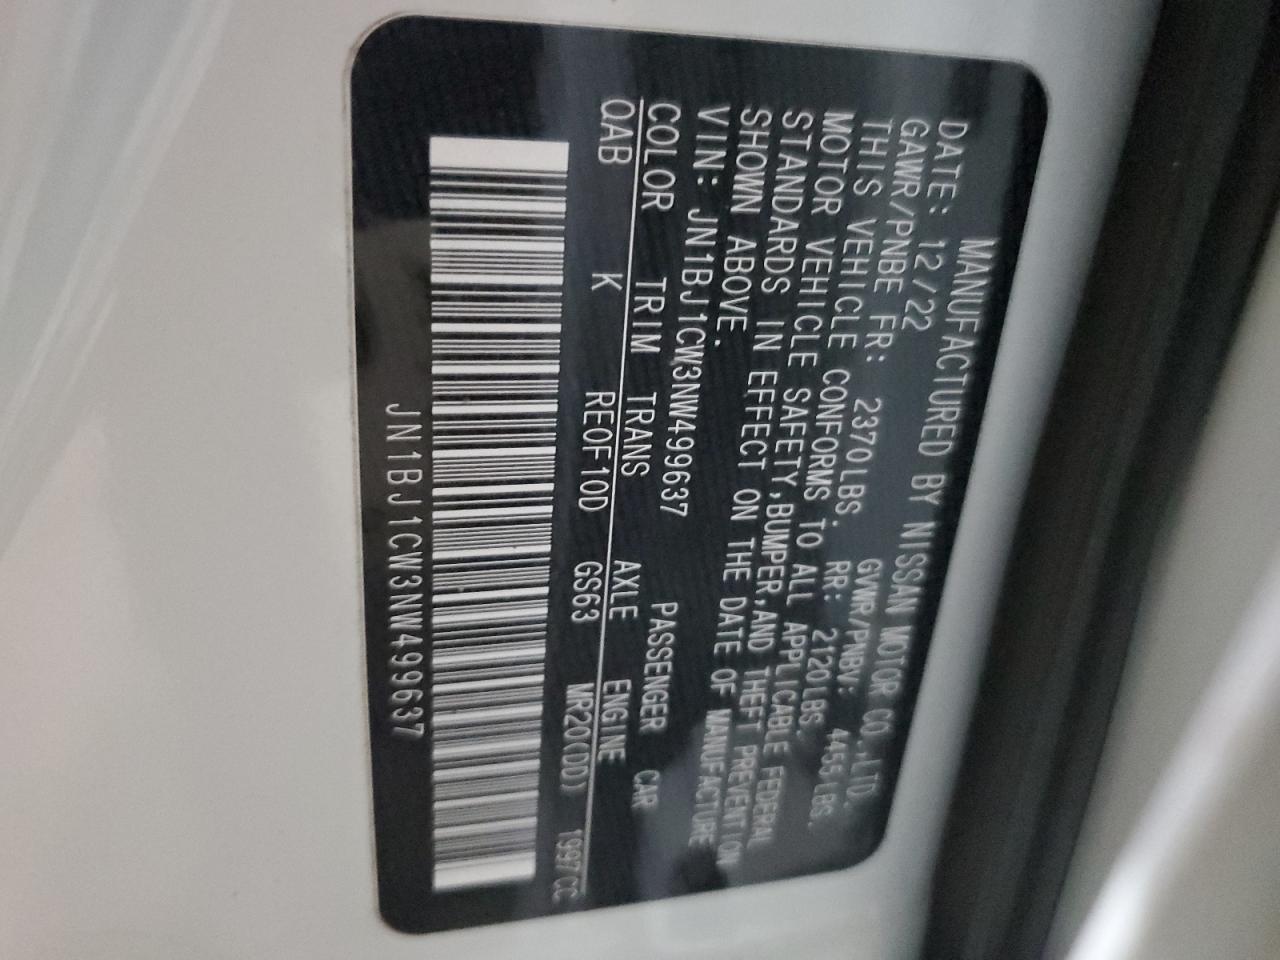 MANUFACTURED BY NISSAN MOTOR CO.,LTD.
DATE: 12/22 GVWR/PNBV: 4455LBS.
GAWR/PNBE FR: 2370LBS. RR: 2120LBS.
THIS VEHICLE CONFORMS TO ALL APPLICABLE FEDERAL
MOTOR VEHICLE SAFETY,BUMPER,AND THEFT PREVENTION
STANDARDS IN EFFECT ON THE DATE OF MANUFACTURE
SHOWN ABOVE.
VIN: JN1BJ1CW3NW499637 PASSENGER CAR
COLOR TRIM TRANS AXLE ENGINE
QAB K RE0F10D GS63 MR20(DD) 1997CC
JN1BJ1CW3NW499637